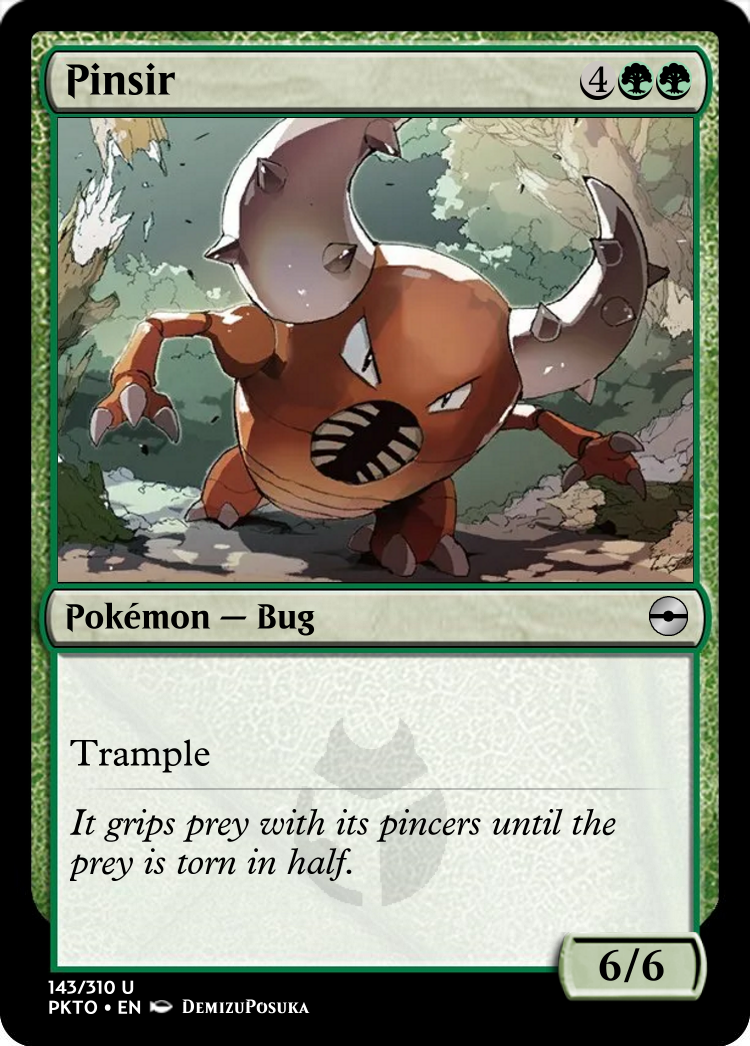 Pinsir 4
Pokémon — Bug
Trample
It grips prey with its pincers until the
prey is torn in half.
6/6
143/310 U
PKTO • EN DemizuPosuka